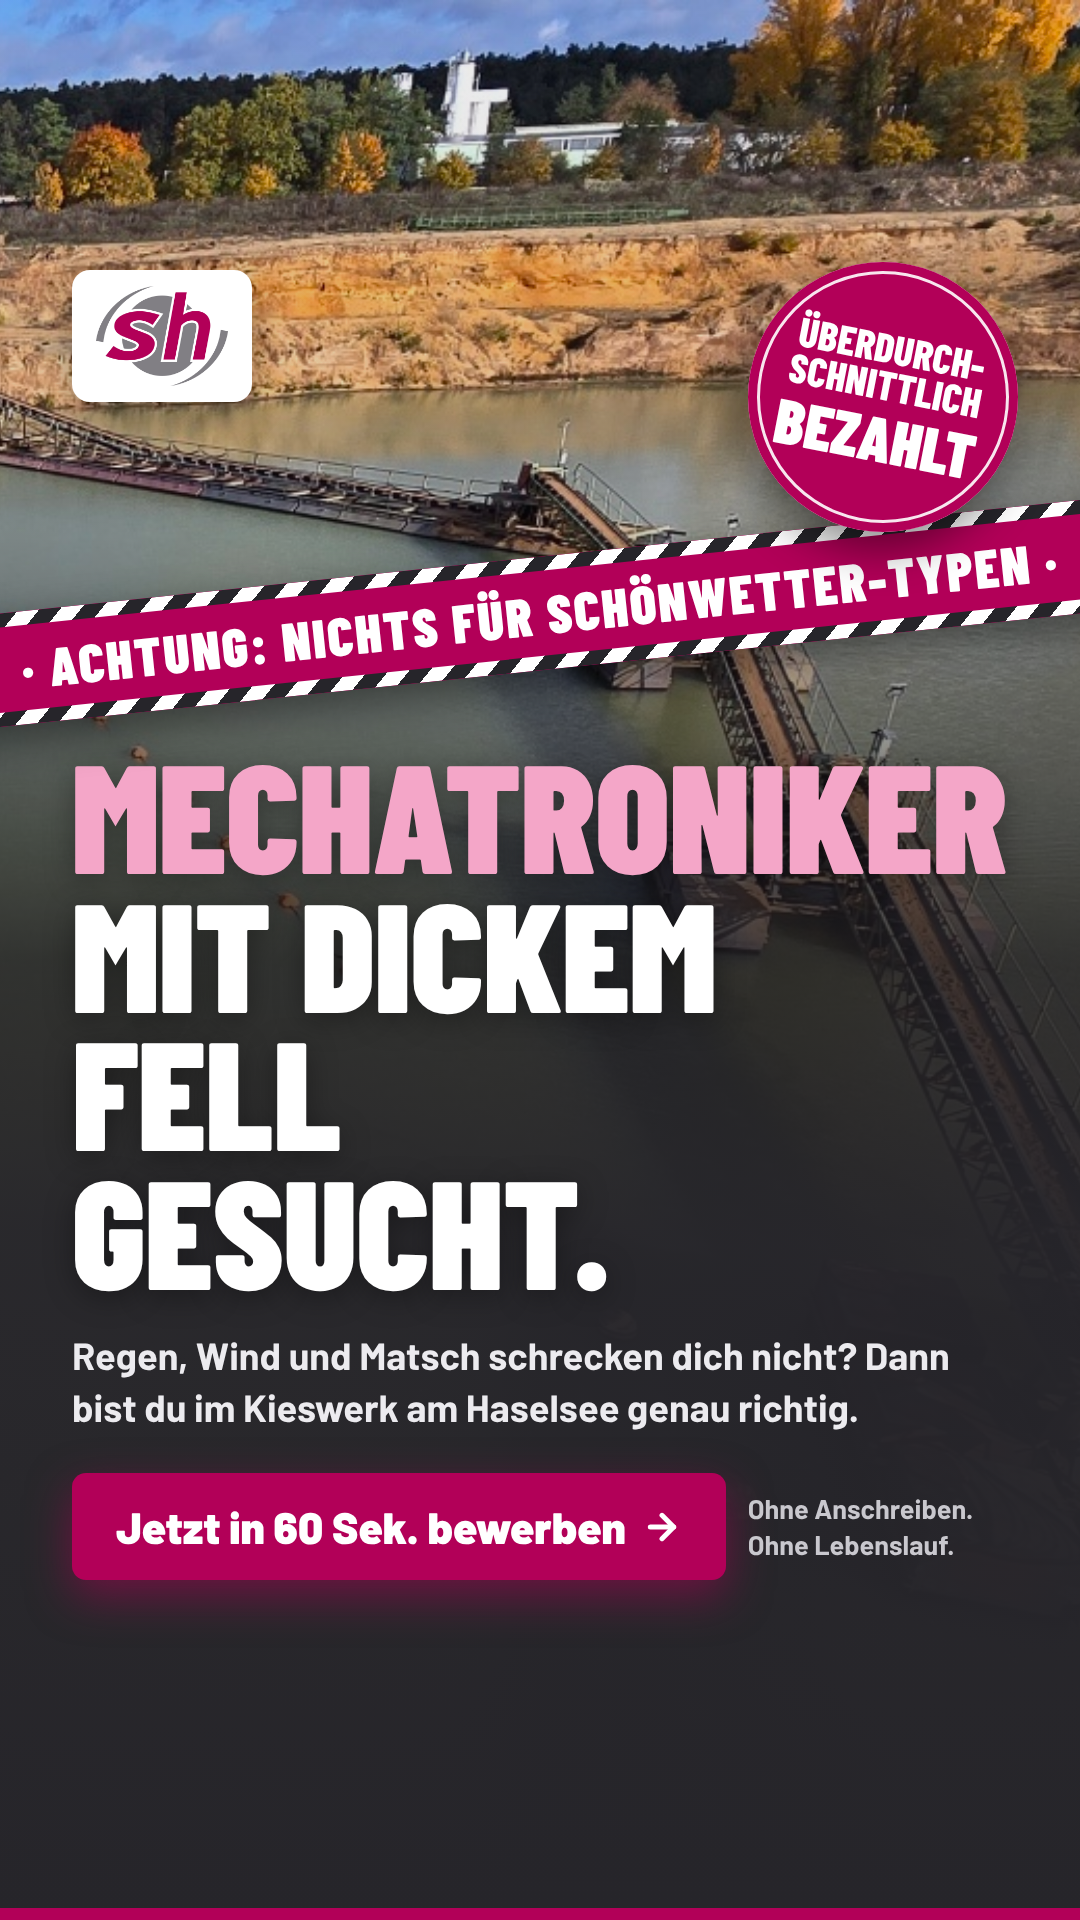 sh
ÜBERDURCH-
SCHNITTLICH
BEZAHLT
· ACHTUNG: NICHTS FÜR SCHÖNWETTER-TYPEN ·
MECHATRONIKER
MIT DICKEM
FELL
GESUCHT.
Regen, Wind und Matsch schrecken dich nicht? Dann
bist du im Kieswerk am Haselsee genau richtig.
Jetzt in 60 Sek. bewerben →
Ohne Anschreiben.
Ohne Lebenslauf.